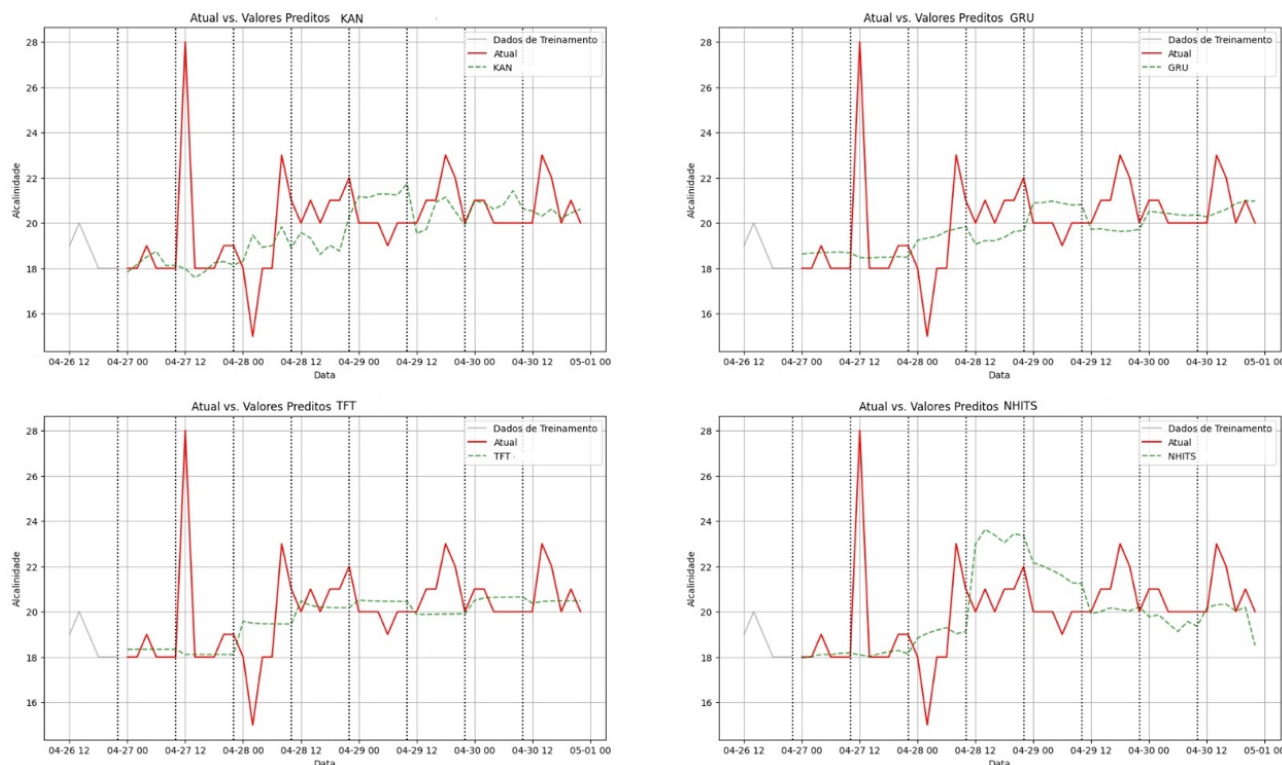 Atual vs. Valores Preditos KAN
Dados de Treinamento
Atual
KAN
28
26
24
22
20
18
16
Alcalinidade
04-26 12 04-27 00 04-27 12 04-28 00 04-28 12 04-29 00 04-29 12 04-30 00 04-30 12 05-01 00
Data
Atual vs. Valores Preditos GRU
Dados de Treinamento
Atual
GRU
28
26
24
22
20
18
16
Alcalinidade
04-26 12 04-27 00 04-27 12 04-28 00 04-28 12 04-29 00 04-29 12 04-30 00 04-30 12 05-01 00
Data
Atual vs. Valores Preditos TFT
Dados de Treinamento
Atual
TFT
28
26
24
22
20
18
16
Alcalinidade
04-26 12 04-27 00 04-27 12 04-28 00 04-28 12 04-29 00 04-29 12 04-30 00 04-30 12 05-01 00
Data
Atual vs. Valores Preditos NHITS
Dados de Treinamento
Atual
NHITS
28
26
24
22
20
18
16
Alcalinidade
04-26 12 04-27 00 04-27 12 04-28 00 04-28 12 04-29 00 04-29 12 04-30 00 04-30 12 05-01 00
Data